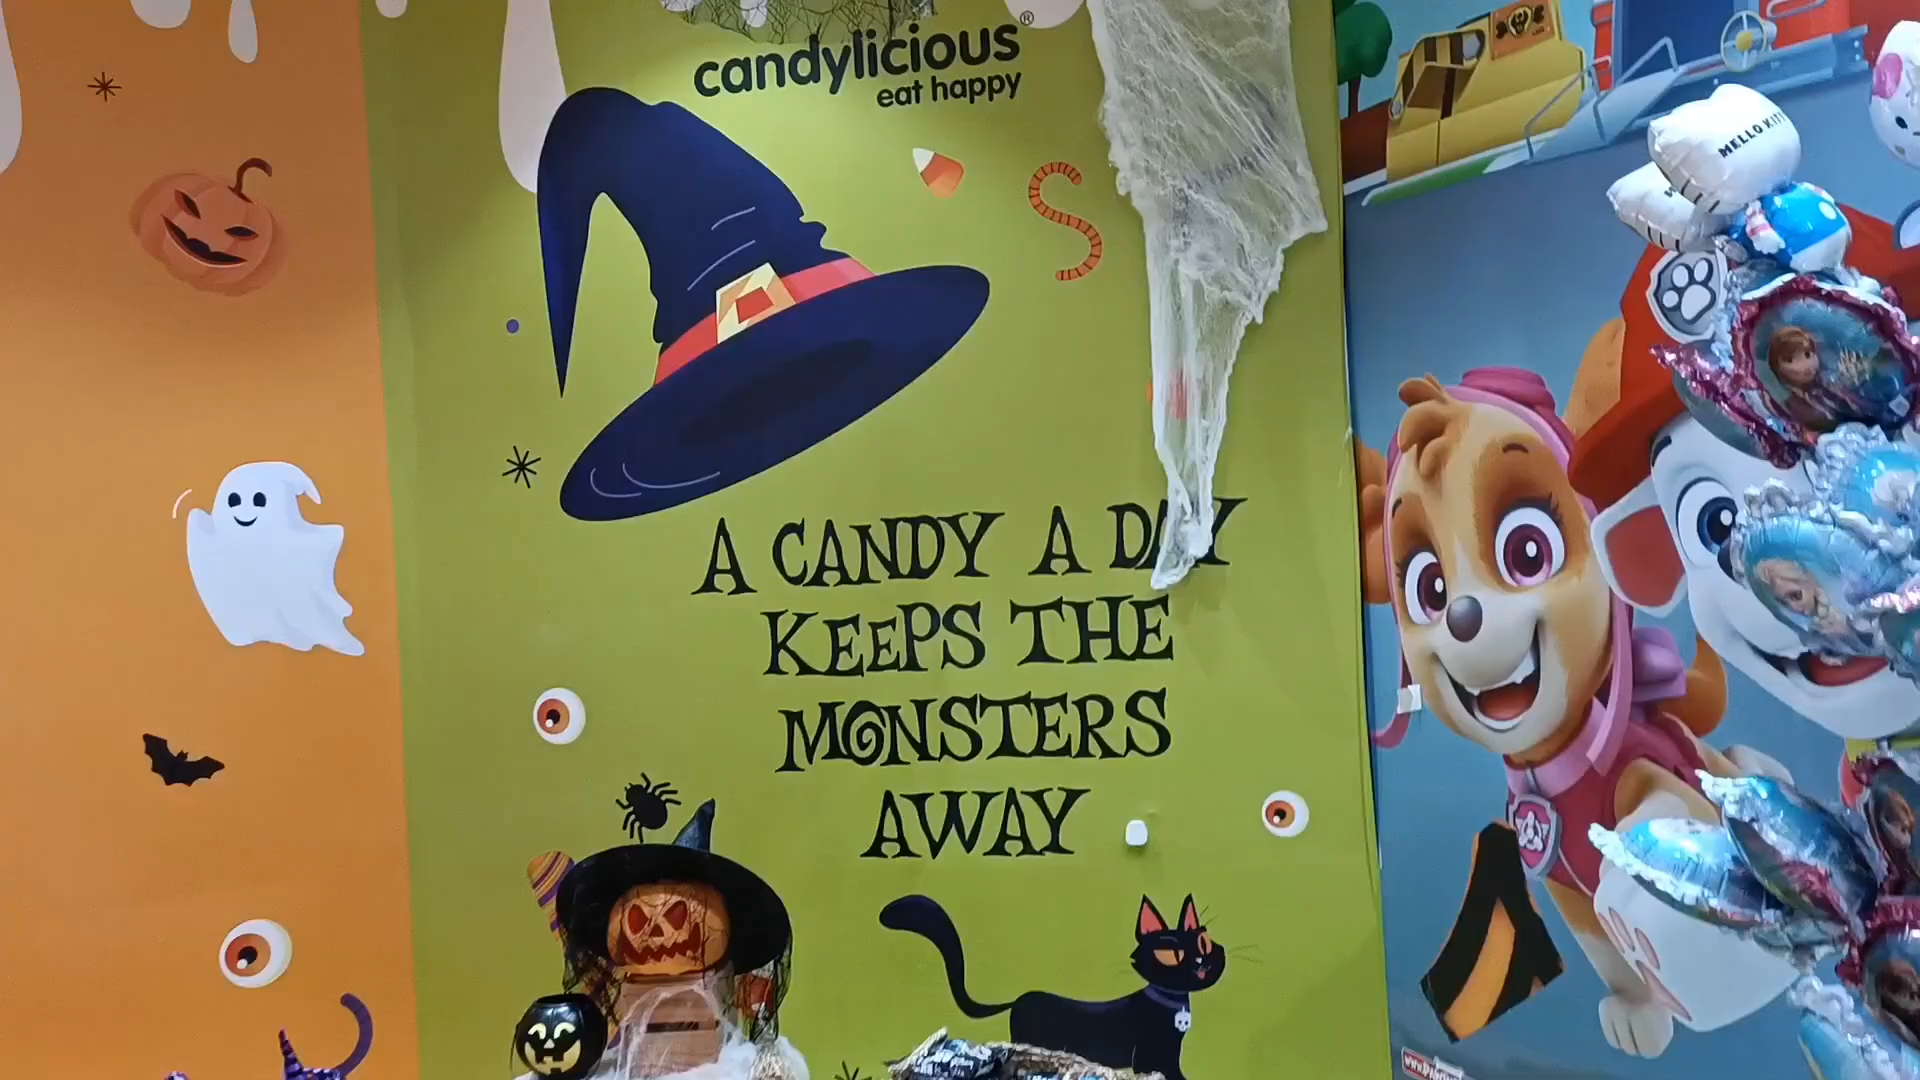 candylicious®
eat happy
A CANDY A DAY
KEEPS THE
MONSTERS
AWAY
HELLO KITTY